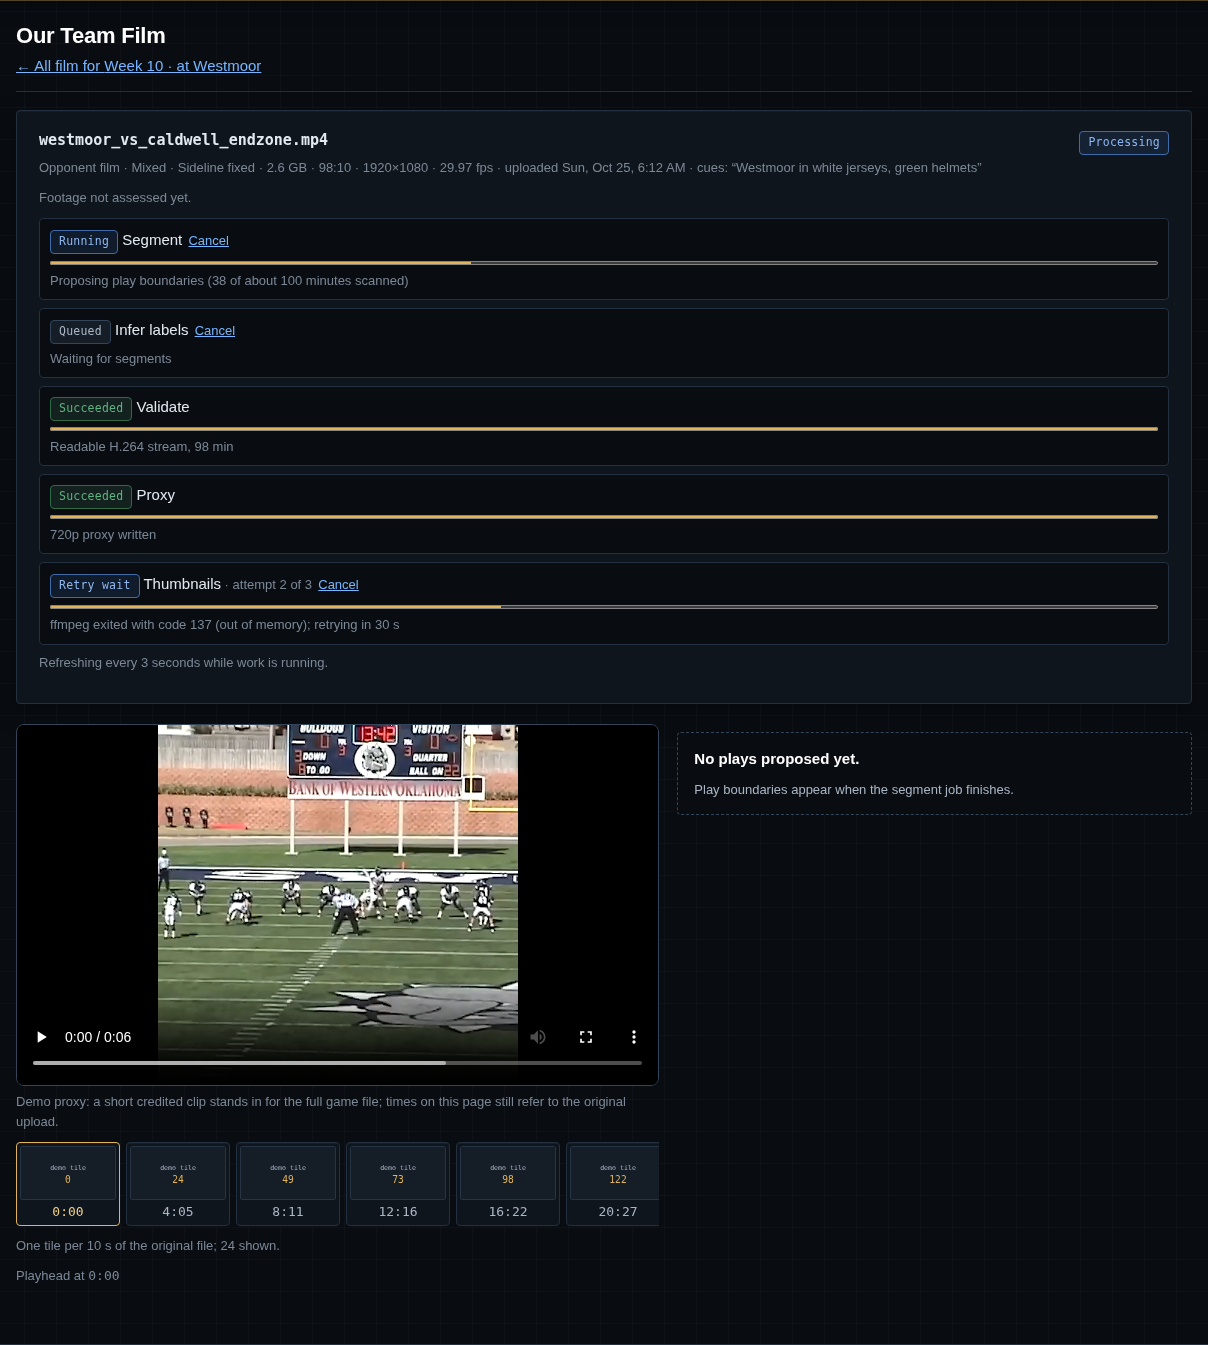 Our Team Film
← All film for Week 10 · at Westmoor
westmoor_vs_caldwell_endzone.mp4
Processing
Opponent film · Mixed · Sideline fixed · 2.6 GB · 98:10 · 1920×1080 · 29.97 fps · uploaded Sun, Oct 25, 6:12 AM · cues: “Westmoor in white jerseys, green helmets”
Footage not assessed yet.
Running Segment Cancel
Proposing play boundaries (38 of about 100 minutes scanned)
Queued Infer labels Cancel
Waiting for segments
Succeeded Validate
Readable H.264 stream, 98 min
Succeeded Proxy
720p proxy written
Retry wait Thumbnails · attempt 2 of 3 Cancel
ffmpeg exited with code 137 (out of memory); retrying in 30 s
Refreshing every 3 seconds while work is running.
BULLDOGS 13:42 VISITOR
0 3 3 0
3 DOWN QUARTER 1
8 TO GO BALL ON 22
BANK OF WESTERN OKLAHOMA
0:00 / 0:06
No plays proposed yet.
Play boundaries appear when the segment job finishes.
Demo proxy: a short credited clip stands in for the full game file; times on this page still refer to the original
upload.
demo tile demo tile demo tile demo tile demo tile demo tile
0 24 49 73 98 122
0:00 4:05 8:11 12:16 16:22 20:27
One tile per 10 s of the original file; 24 shown.
Playhead at 0:00